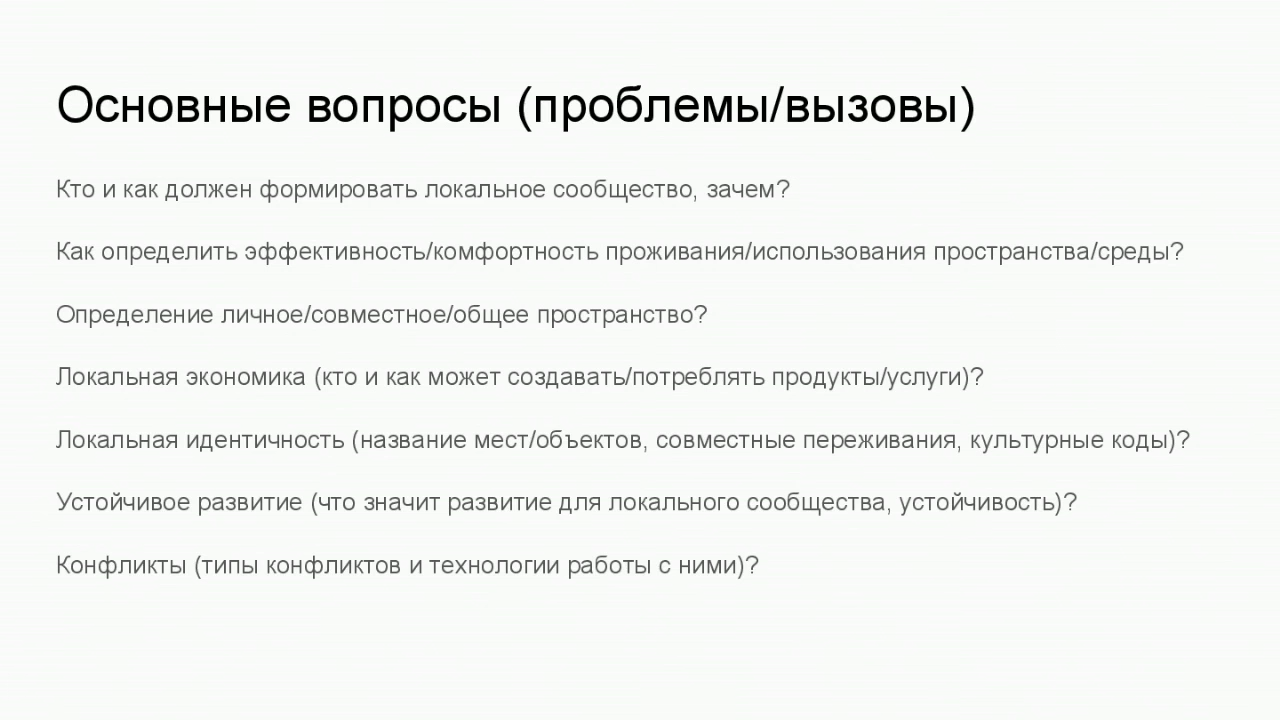 Основные вопросы (проблемы/вызовы)
Кто и как должен формировать локальное сообщество, зачем?
Как определить эффективность/комфортность проживания/использования пространства/среды?
Определение личное/совместное/общее пространство?
Локальная экономика (кто и как может создавать/потреблять продукты/услуги)?
Локальная идентичность (название мест/объектов, совместные переживания, культурные коды)?
Устойчивое развитие (что значит развитие для локального сообщества, устойчивость)?
Конфликты (типы конфликтов и технологии работы с ними)?